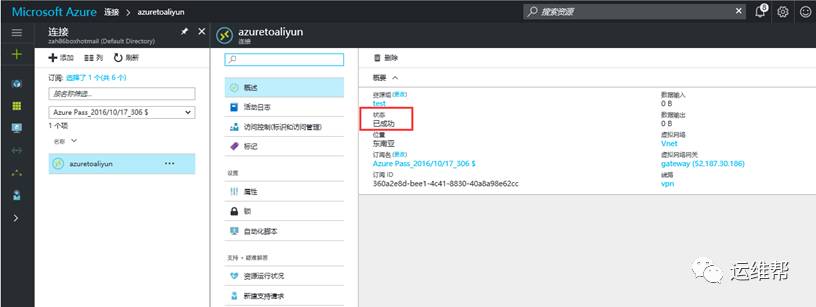 Microsoft Azure 连接 > azuretoaliyun
搜索资源
8
连接
zah86boxhotmail (Default Directory)
添加 列 刷新
订阅: 选择了 1 个(共 6 个)
按名称筛选...
Azure Pass_2016/10/17_306 $
1 个项
名称
azuretoaliyun
azuretoaliyun
连接
概述
活动日志
访问控制(标识和访问管理)
标记
设置
属性
锁
自动化脚本
支持 + 疑难解答
资源运行状况
新建支持请求
删除
概要
资源组 (更改)
test
状态
已成功
位置
东南亚
订阅名 (更改)
Azure Pass_2016/10/17_306 $
订阅 ID
360a2e8d-bee1-4c41-8830-40a8a98e62cc
数据输入
0 B
数据输出
0 B
虚拟网络
Vnet
虚拟网络网关
gateway (52.187.30.186)
线路
vpn
运维帮